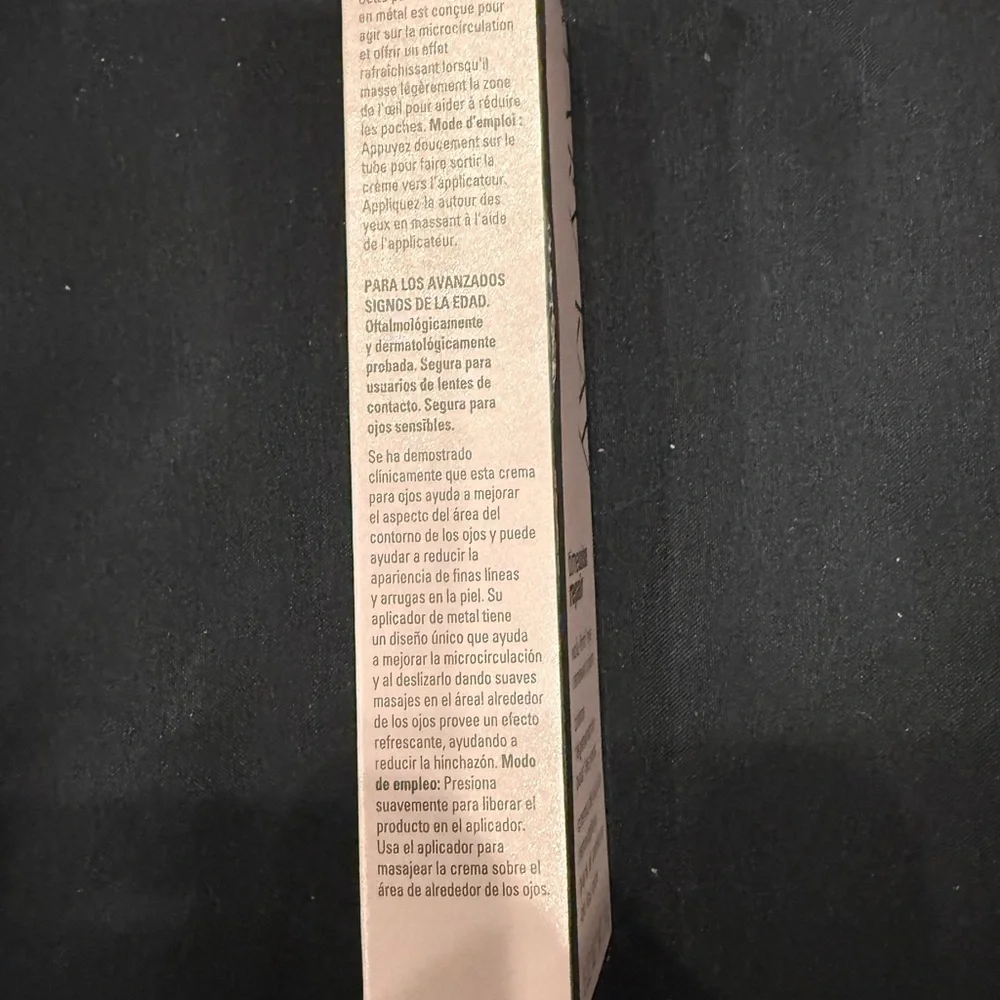 en métal est conçue pour
agir sur la microcirculation
et offrir un effet
rafraîchissant lorsqu'il
masse légèrement la zone
de l'œil pour aider à réduire
les poches. Mode d'emploi :
Appuyez doucement sur le
tube pour faire sortir la
crème vers l'applicateur.
Appliquez-la autour des
yeux en massant à l'aide
de l'applicateur.
PARA LOS AVANZADOS
SIGNOS DE LA EDAD.
Oftalmológicamente
y dermatológicamente
probada. Segura para
usuarios de lentes de
contacto. Segura para
ojos sensibles.
Se ha demostrado
clínicamente que esta crema
para ojos ayuda a mejorar
el aspecto del área del
contorno de los ojos y puede
ayudar a reducir la
apariencia de finas líneas
y arrugas en la piel. Su
aplicador de metal tiene
un diseño único que ayuda
a mejorar la microcirculación
y al deslizarlo dando suaves
masajes en el áreal alrededor
de los ojos provee un efecto
refrescante, ayudando a
reducir la hinchazón. Modo
de empleo: Presiona
suavemente para liberar el
producto en el aplicador.
Usa el aplicador para
masajear la crema sobre el
área de alrededor de los ojos.
repair